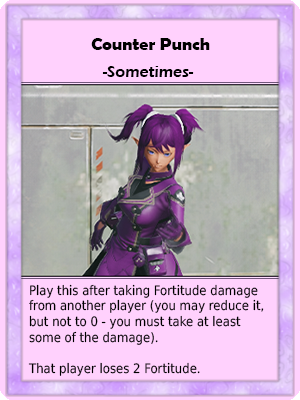 Counter Punch
-Sometimes-
Play this after taking Fortitude damage
from another player (you may reduce it,
but not to 0 - you must take at least
some of the damage).
That player loses 2 Fortitude.